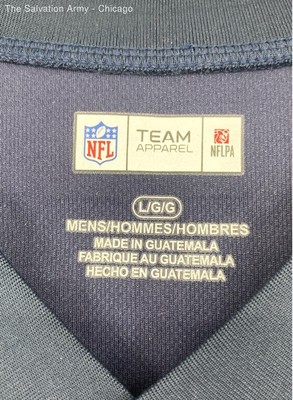 The Salvation Army - Chicago
NFL
TEAM
APPAREL
NFLPA
L/G/G
MENS/HOMMES/HOMBRES
MADE IN GUATEMALA
FABRIQUE AU GUATEMALA
HECHO EN GUATEMALA